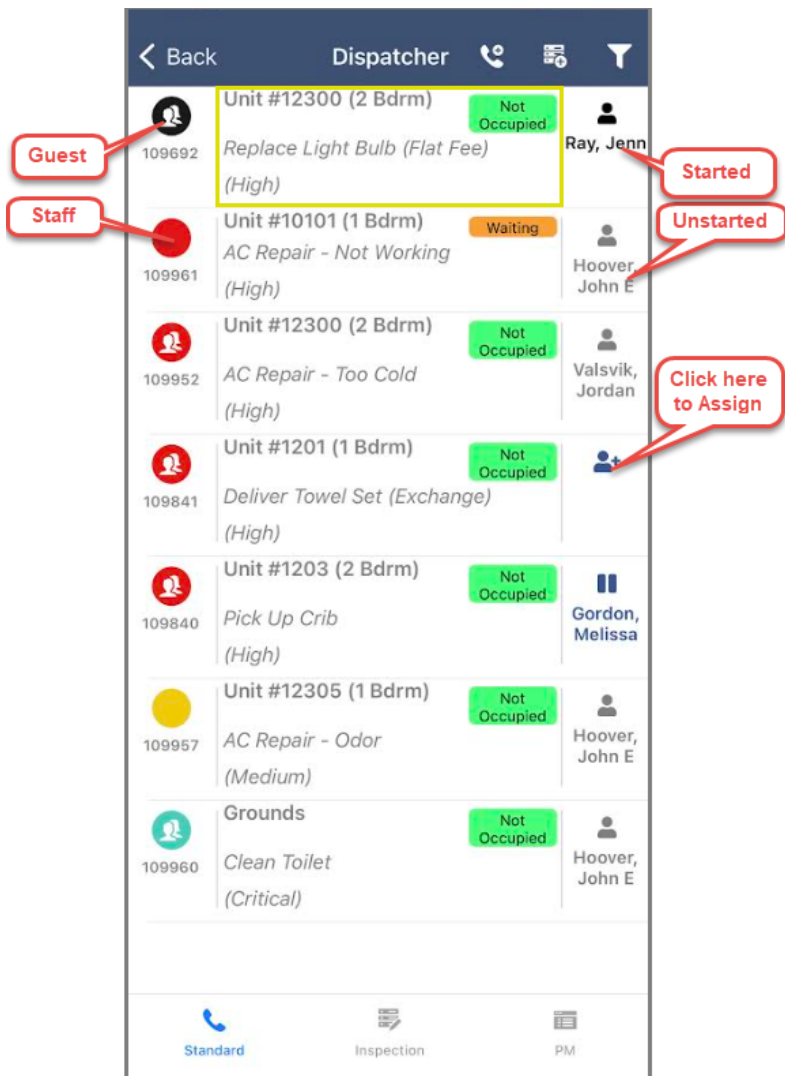 Back
Dispatcher
Unit #12300 (2 Bdrm)
Not
Occupied
Guest
109692
Replace Light Bulb (Flat Fee)
(High)
Ray, Jenn
Started
Staff
Unit #10101 (1 Bdrm)
Waiting
Unstarted
AC Repair - Not Working
109961
(High)
Hoover,
John E
Unit #12300 (2 Bdrm)
Not
Occupied
109952
AC Repair - Too Cold
(High)
Valsvik,
Jordan
Click here
to Assign
Unit #1201 (1 Bdrm)
Not
Occupied
109841
Deliver Towel Set (Exchange)
(High)
Unit #1203 (2 Bdrm)
Not
Occupied
109840
Pick Up Crib
(High)
Gordon,
Melissa
Unit #12305 (1 Bdrm)
Not
Occupied
109957
AC Repair - Odor
(Medium)
Hoover,
John E
Grounds
Not
Occupied
109960
Clean Toilet
(Critical)
Hoover,
John E
Standard
Inspection
PM